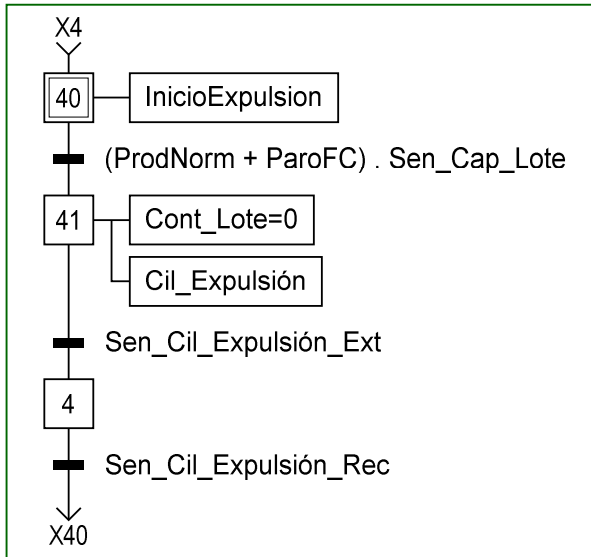 X4
40 InicioExpulsion
(ProdNorm + ParoFC) . Sen_Cap_Lote
41 Cont_Lote=0
Cil_Expulsión
Sen_Cil_Expulsión_Ext
4
Sen_Cil_Expulsión_Rec
X40